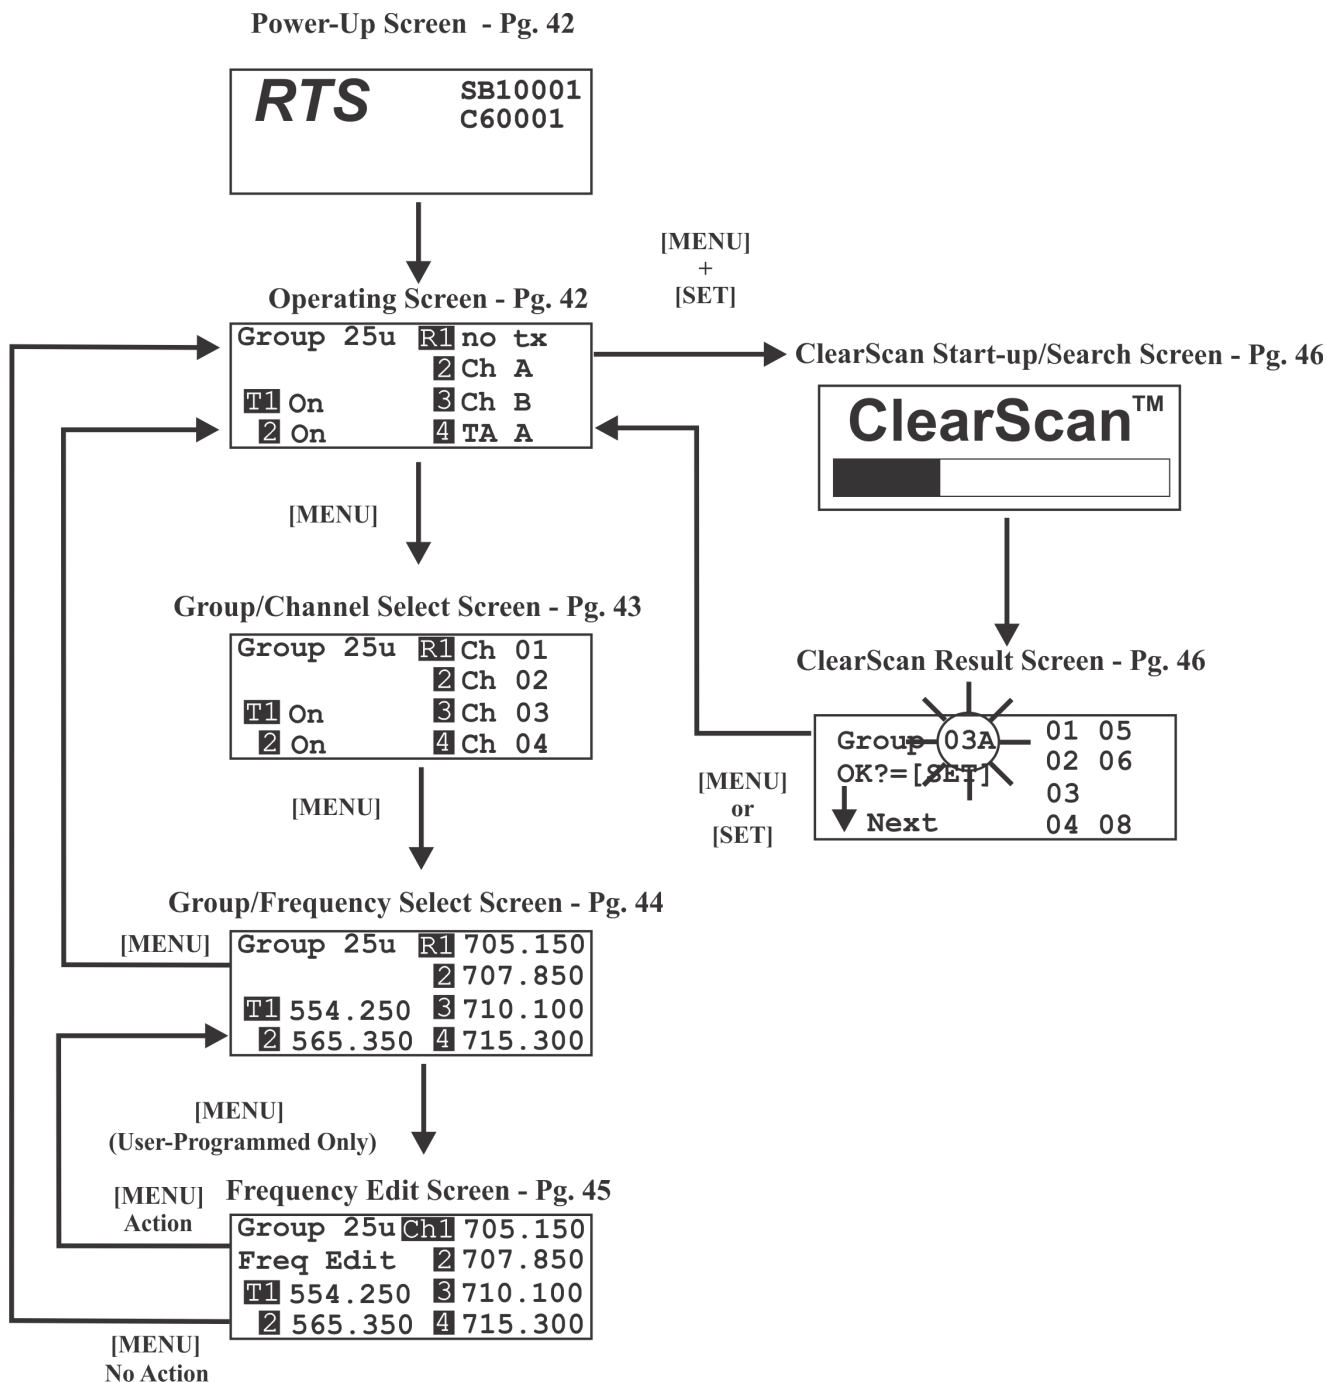 Power-Up Screen - Pg. 42
RTS
SB10001
C60001
[MENU]
+
[SET]
Operating Screen - Pg. 42
Group 25u R1 no tx
2 Ch A
T1 On 3 Ch B
2 On 4 TA A
ClearScan Start-up/Search Screen - Pg. 46
ClearScan™
[MENU]
Group/Channel Select Screen - Pg. 43
Group 25u R1 Ch 01
2 Ch 02
T1 On 3 Ch 03
2 On 4 Ch 04
ClearScan Result Screen - Pg. 46
Group 03A 01 05
OK?=[SET] 02 06
03
Next 04 08
[MENU]
or
[SET]
[MENU]
Group/Frequency Select Screen - Pg. 44
[MENU]
Group 25u R1 705.150
2 707.850
T1 554.250 3 710.100
2 565.350 4 715.300
[MENU]
(User-Programmed Only)
[MENU]
Action
Frequency Edit Screen - Pg. 45
Group 25u Ch1 705.150
Freq Edit 2 707.850
T1 554.250 3 710.100
2 565.350 4 715.300
[MENU]
No Action